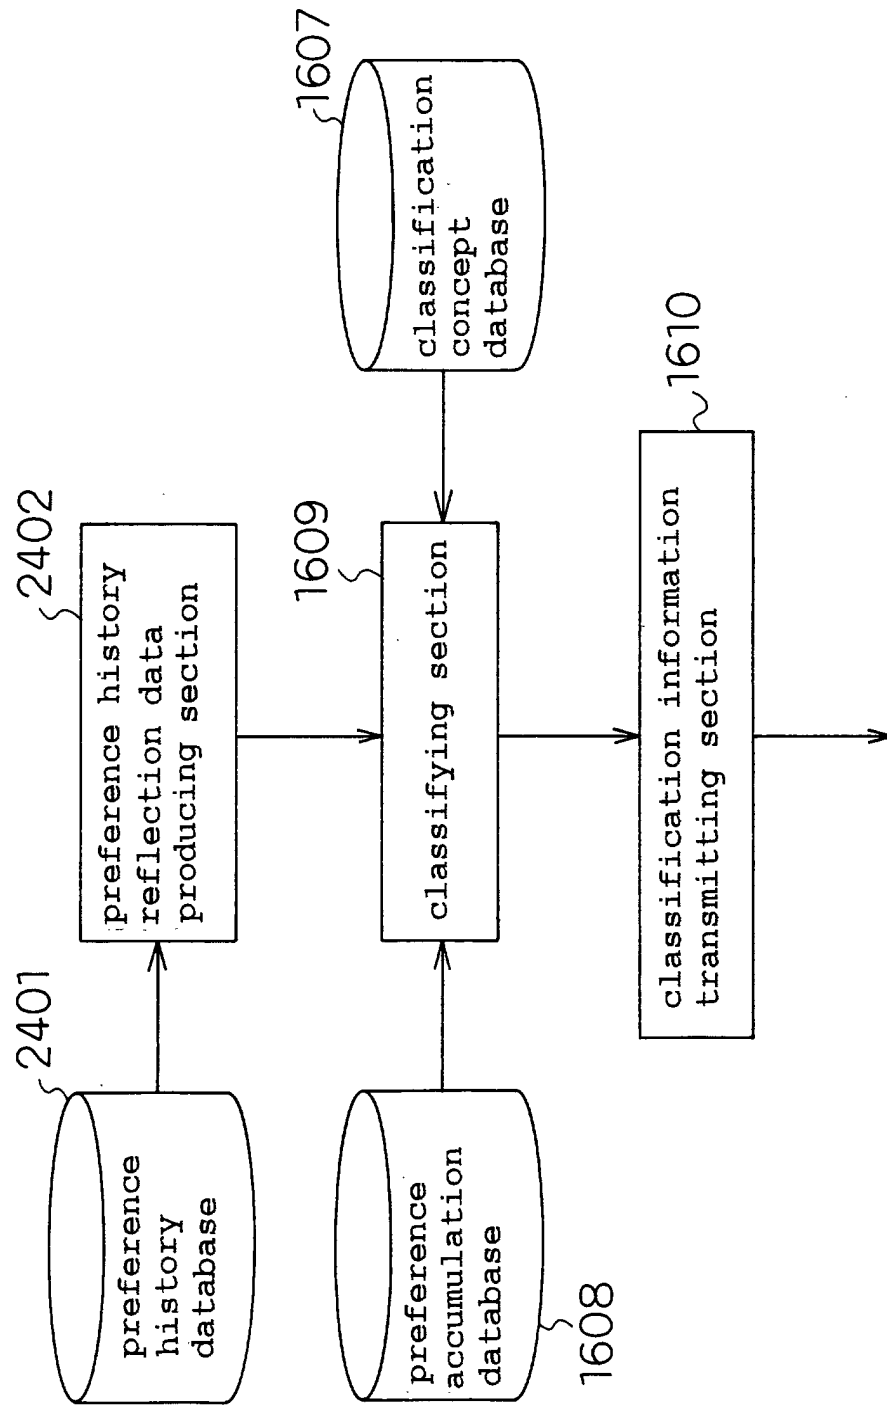 2401
preference
history
database
2402
preference history
reflection data
producing section
1608
preference
accumulation
database
1609
classifying section
1607
classification
concept
database
1610
classification information
transmitting section